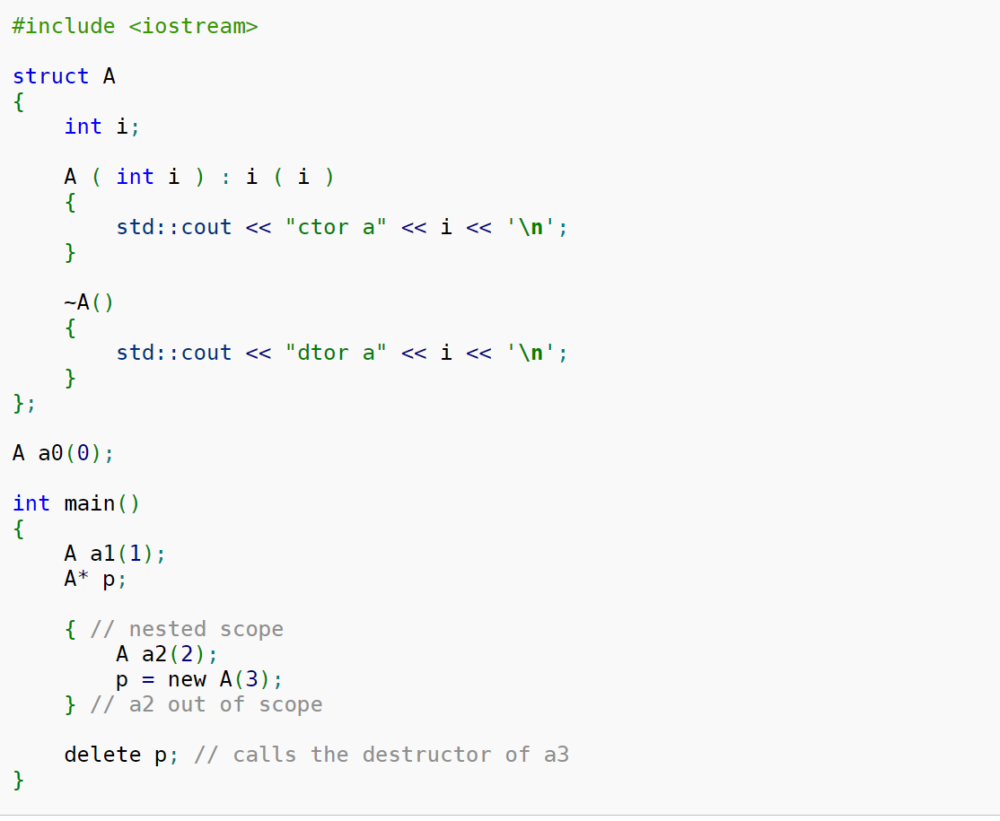 #include <iostream>

struct A
{
    int i;

    A ( int i ) : i ( i )
    {
        std::cout << "ctor a" << i << '\n';
    }

    ~A()
    {
        std::cout << "dtor a" << i << '\n';
    }
};

A a0(0);

int main()
{
    A a1(1);
    A* p;

    { // nested scope
        A a2(2);
        p = new A(3);
    } // a2 out of scope

    delete p; // calls the destructor of a3
}